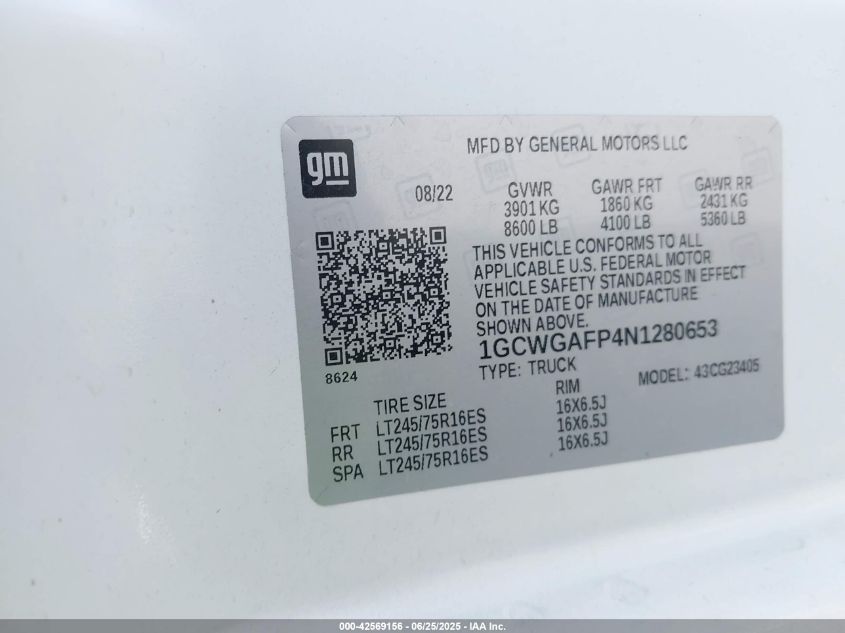 gm
MFD BY GENERAL MOTORS LLC
08/22
GVWR GAWR FRT GAWR RR
3901 KG 1860 KG 2431 KG
8600 LB 4100 LB 5360 LB
THIS VEHICLE CONFORMS TO ALL
APPLICABLE U.S. FEDERAL MOTOR
VEHICLE SAFETY STANDARDS IN EFFECT
ON THE DATE OF MANUFACTURE
SHOWN ABOVE.
1GCWGAFP4N1280653
8624
TYPE: TRUCK MODEL: 43CG23405
TIRE SIZE RIM
FRT LT245/75R16ES 16X6.5J
RR LT245/75R16ES 16X6.5J
SPA LT245/75R16ES 16X6.5J
000-42569156 - 06/25/2025 - IAA Inc.